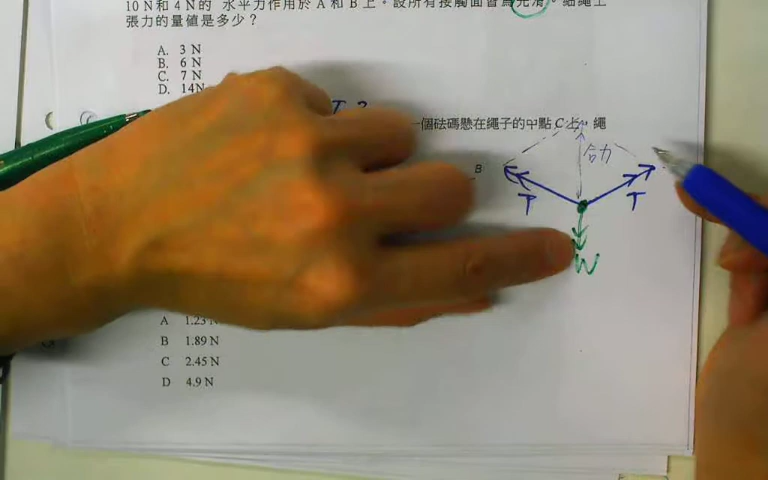 10 N 和 4 N 的 水平力作用於 A 和 B 上。設所有接觸面皆為光滑。細繩上
張力的量值是多少？
A. 3 N
B. 6 N
C. 7 N
D. 14N
T ?
一個砝碼懸在繩子的中點 C 上 繩
合力
B
T
T
W
A 1.23 N
B 1.89 N
C 2.45 N
D 4.9 N